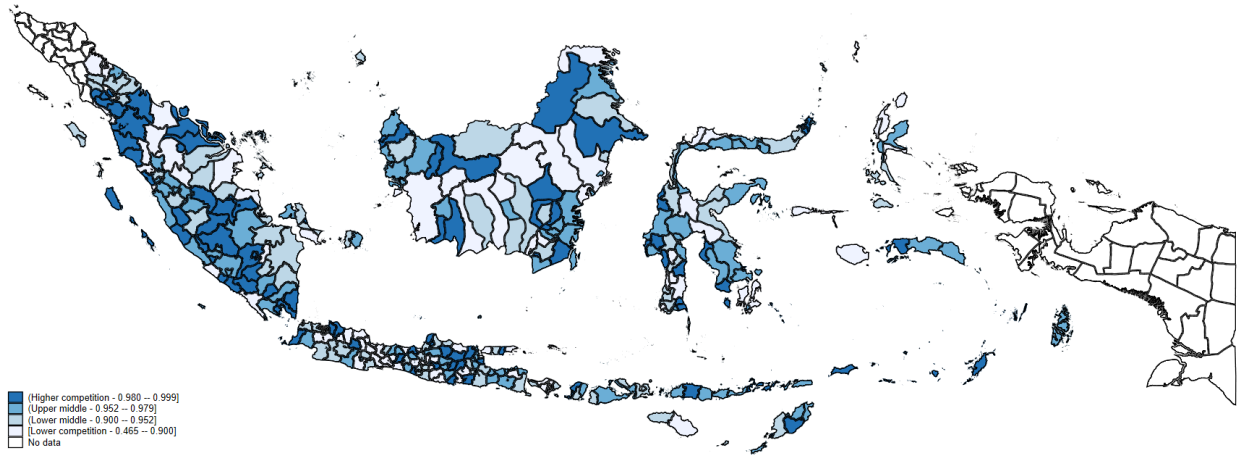 (Higher competition - 0.980 -- 0.999]
(Upper middle - 0.952 -- 0.979]
(Lower middle - 0.900 -- 0.952]
[Lower competition - 0.465 -- 0.900]
No data